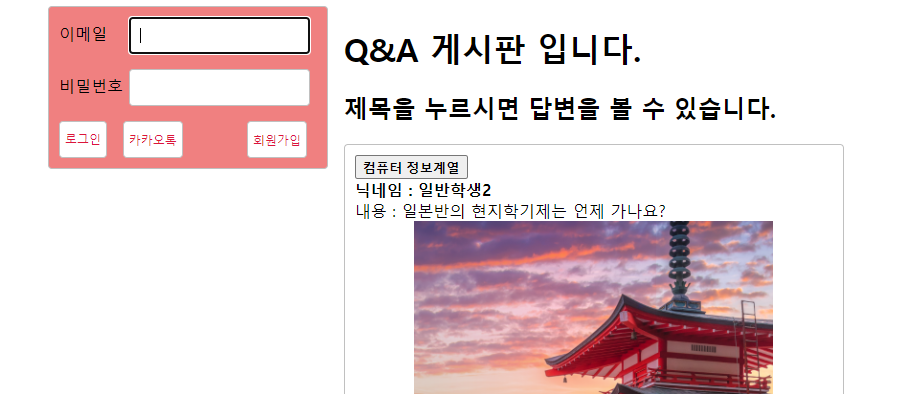 이메일
비밀번호
로그인 카카오톡 회원가입
Q&A 게시판 입니다.
제목을 누르시면 답변을 볼 수 있습니다.
컴퓨터 정보계열
닉네임 : 일반학생2
내용 : 일본반의 현지학기제는 언제 가나요?